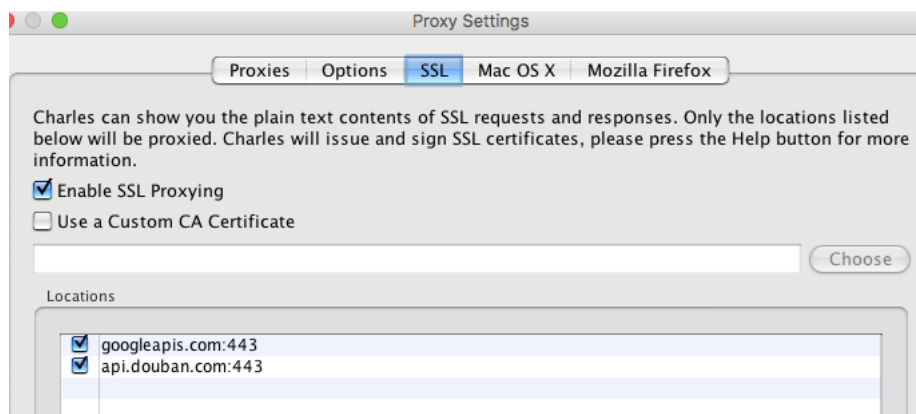 Proxy Settings
Proxies Options SSL Mac OS X Mozilla Firefox
Charles can show you the plain text contents of SSL requests and responses. Only the locations listed
below will be proxied. Charles will issue and sign SSL certificates, please press the Help button for more
information.
Enable SSL Proxying
Use a Custom CA Certificate
Choose
Locations
googleapis.com:443
api.douban.com:443